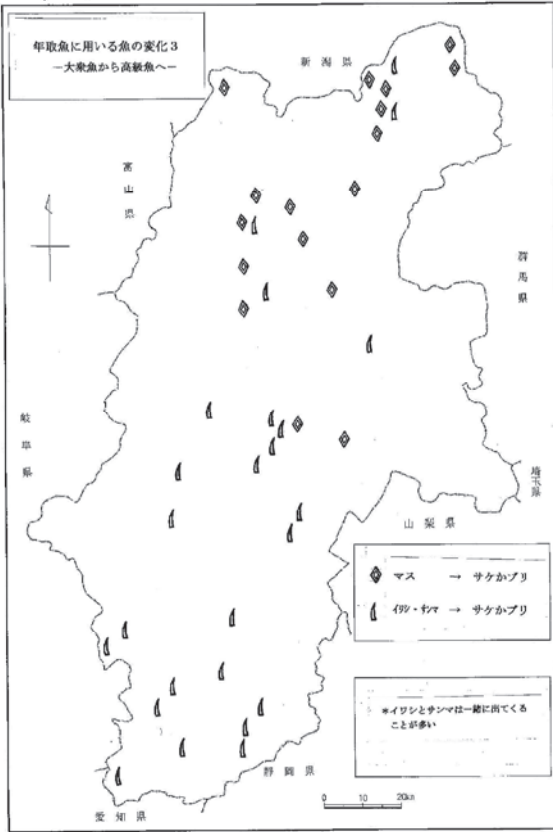 年取魚に用いる魚の変化3
―大衆魚から高級魚へ―
新潟県
富山県
群馬県
岐阜県
埼玉県
山梨県
マス → サケかブリ
イワシ・サンマ → サケかブリ
*イワシとサンマは一緒に出てくる
ことが多い
静岡県
愛知県
0 10 20km